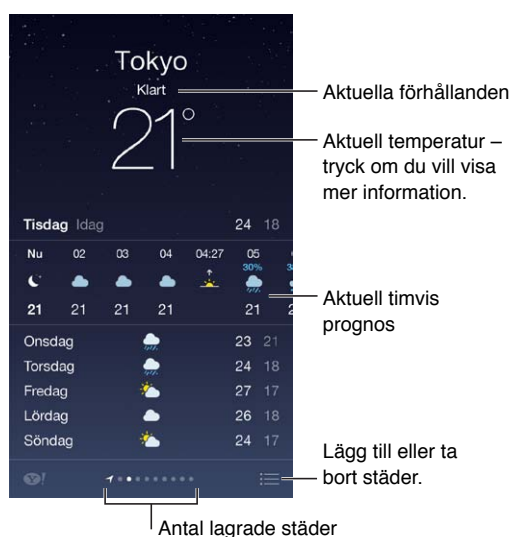 Tokyo
Klart
21°
Tisdag Idag 24 18
Nu 02 03 04 04:27 05
30%
21 21 21 21 21 2
Onsdag 23 21
Torsdag 24 18
Fredag 27 17
Lördag 26 18
Söndag 24 17
Y!
Aktuella förhållanden
Aktuell temperatur –
tryck om du vill visa
mer information.
Aktuell timvis
prognos
Lägg till eller ta
bort städer.
Antal lagrade städer